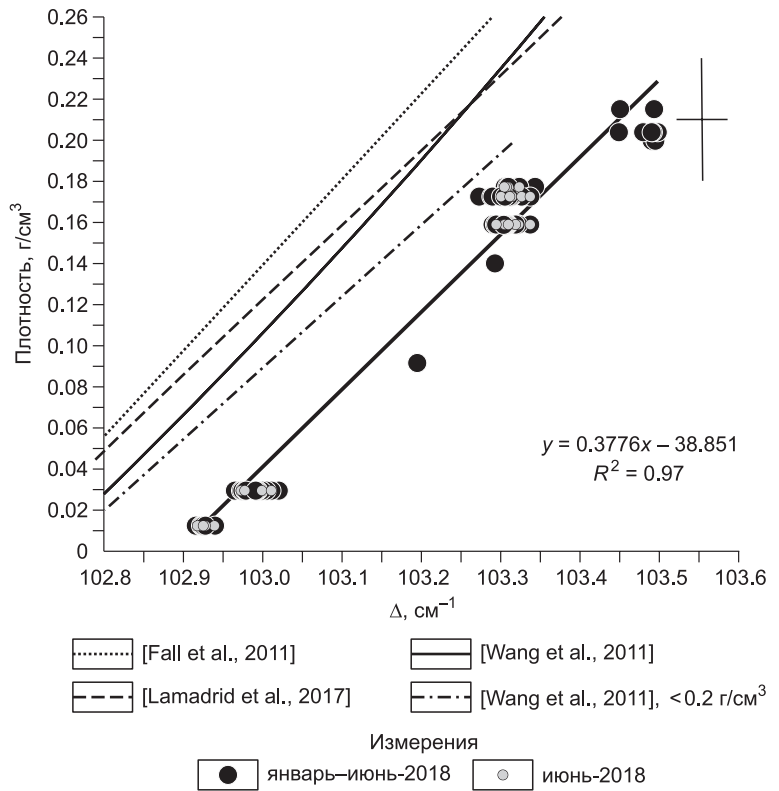 0.26
0.24
0.22
0.20
0.18
0.16
0.14
0.12
0.10
0.08
0.06
0.04
0.02
0
Плотность, г/см³
y = 0.3776x – 38.851
R² = 0.97
102.8 102.9 103.0 103.1 103.2 103.3 103.4 103.5 103.6
Δ, см⁻¹
[Fall et al., 2011] [Wang et al., 2011]
[Lamadrid et al., 2017] [Wang et al., 2011], <0.2 г/см³
Измерения
январь–июнь-2018 июнь-2018